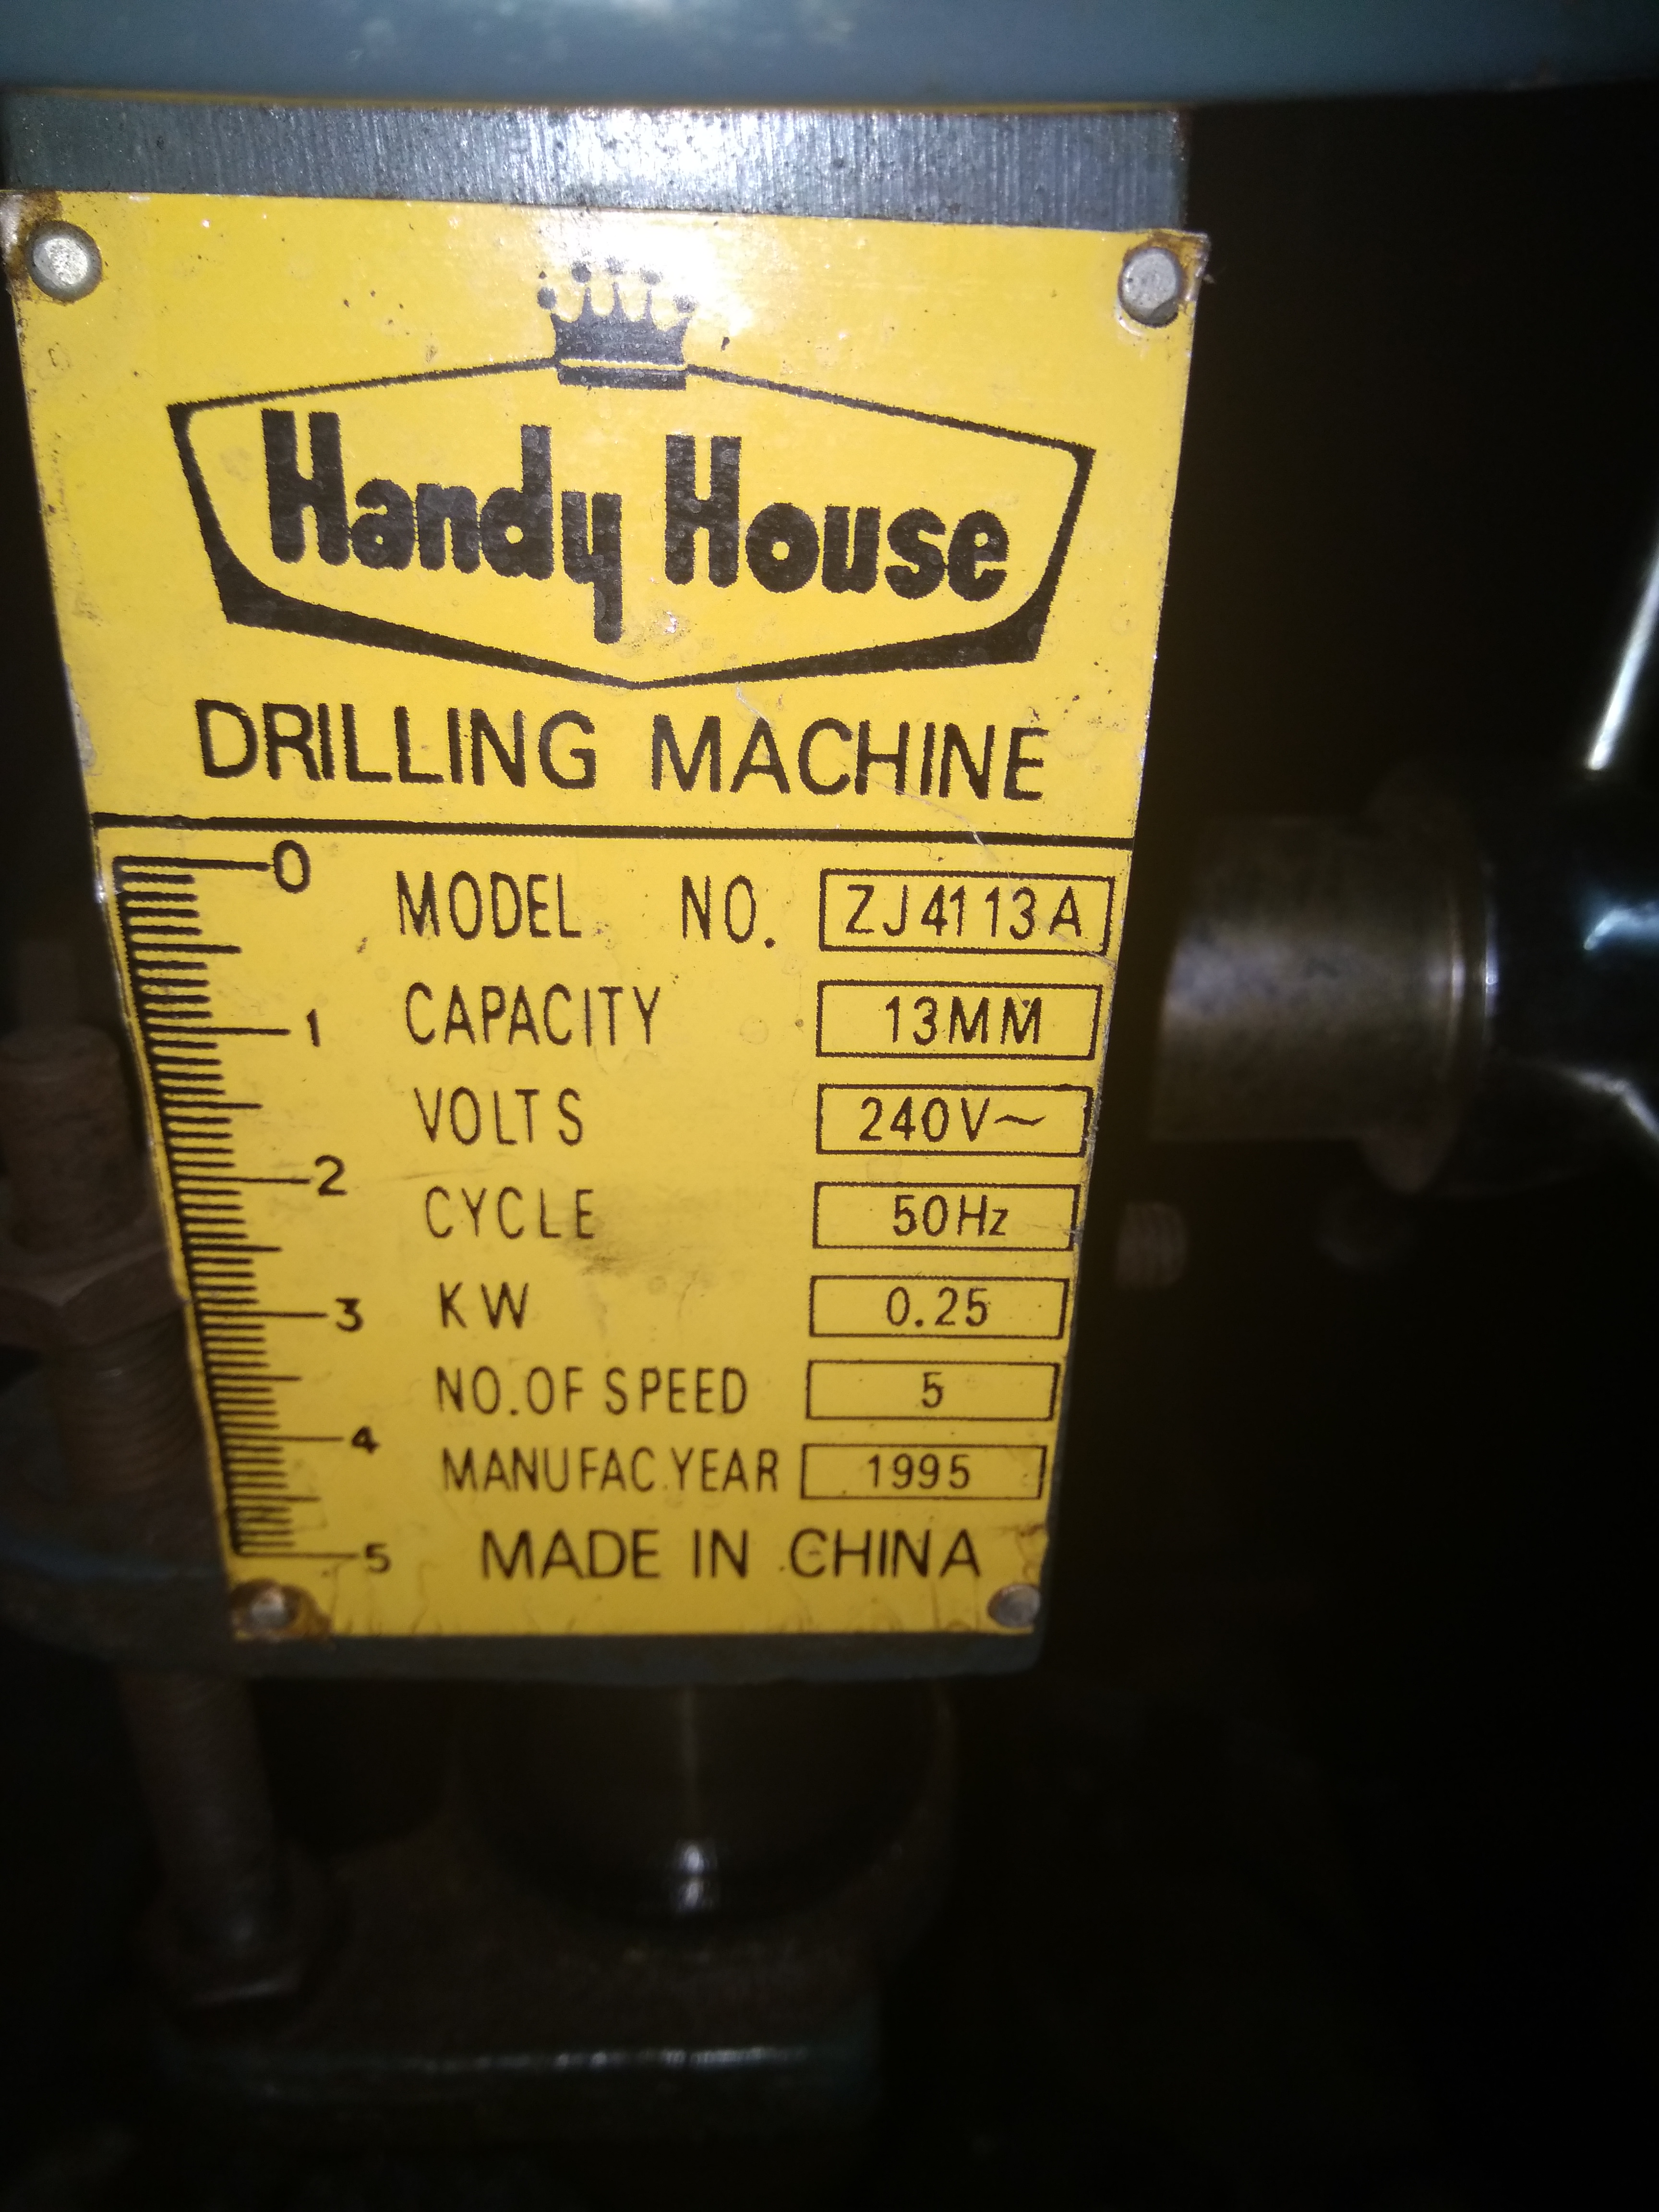 Handy House
DRILLING MACHINE
0
MODEL NO. ZJ4113A
CAPACITY 13MM
1
VOLTS 240V~
2
CYCLE 50Hz
KW 0.25
3
NO.OF SPEED 5
4
MANUFAC.YEAR 1995
MADE IN CHINA
5